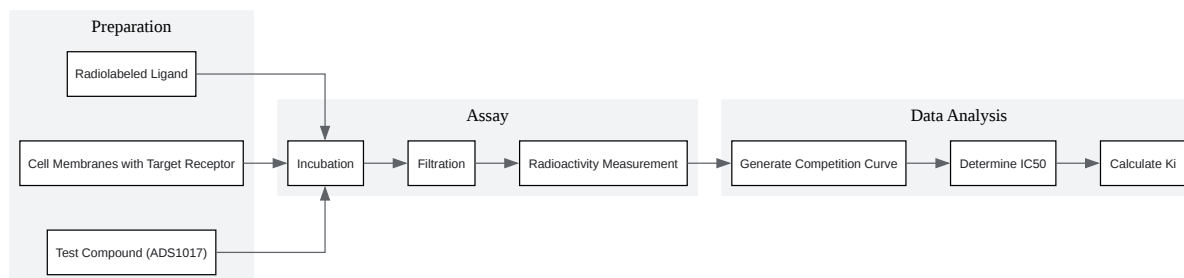 Preparation
Radiolabeled Ligand
Cell Membranes with Target Receptor
Test Compound (ADS1017)
Assay
Incubation
Filtration
Radioactivity Measurement
Data Analysis
Generate Competition Curve
Determine IC50
Calculate Ki